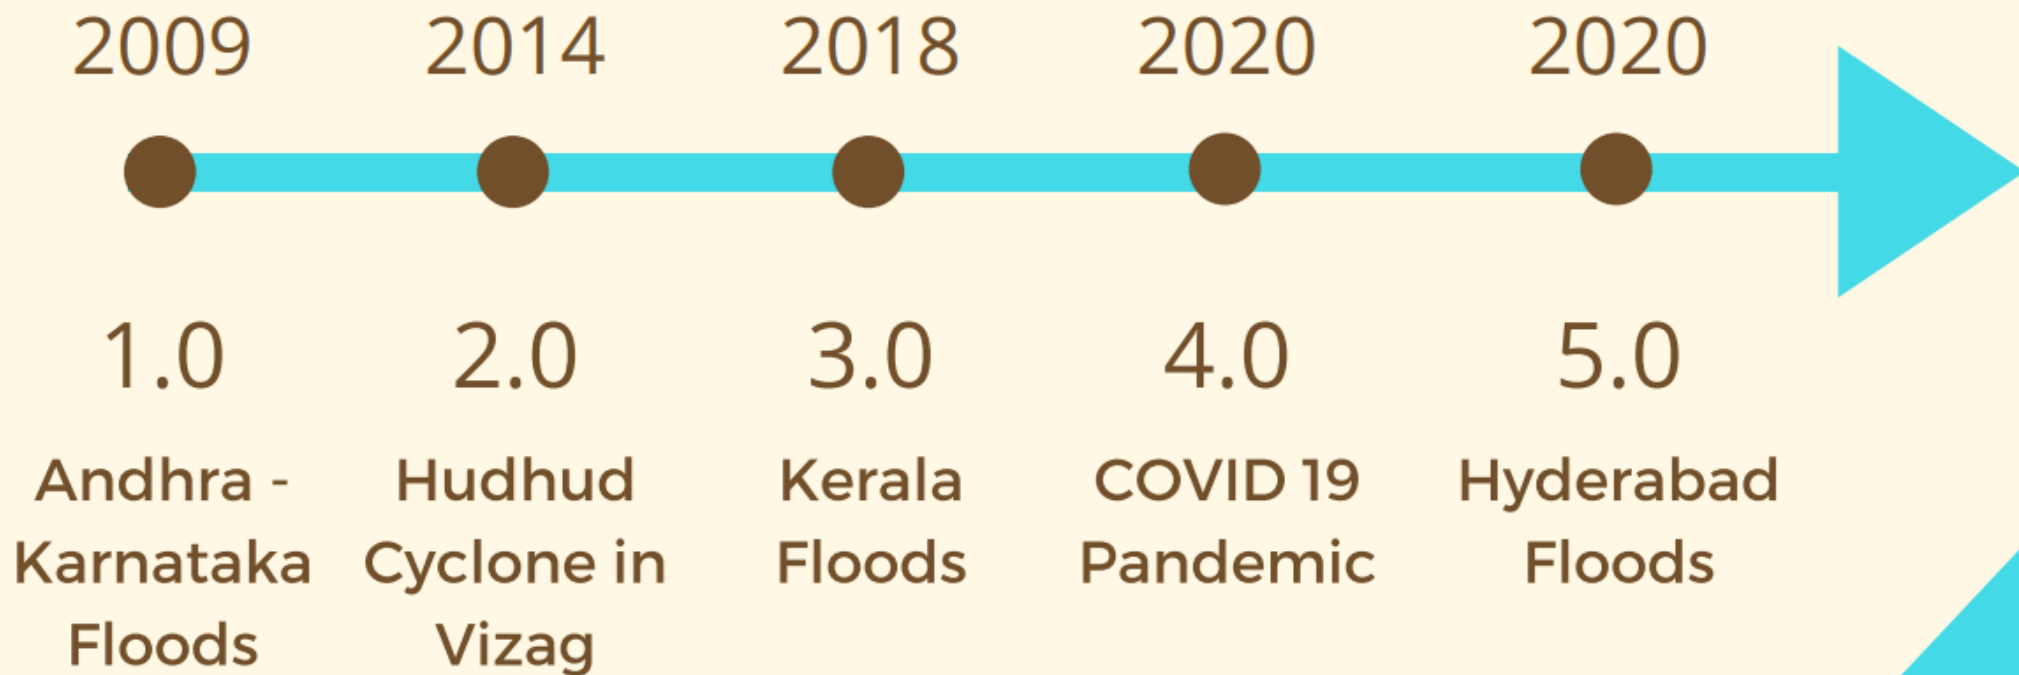 2009 2014 2018 2020 2020
1.0 2.0 3.0 4.0 5.0
Andhra - Hudhud Kerala COVID 19 Hyderabad
Karnataka Cyclone in Floods Pandemic Floods
Floods Vizag